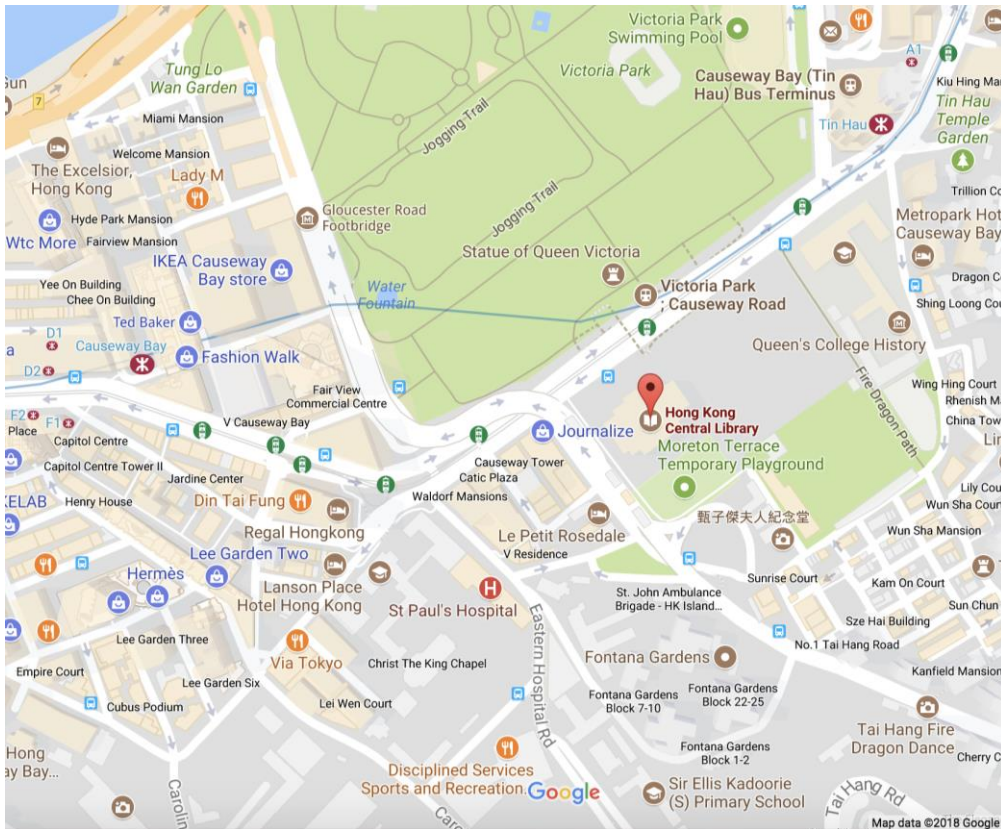 Victoria Park
Swimming Pool
Tung Lo
Wan Garden
Victoria Park
Causeway Bay (Tin
Hau) Bus Terminus
A1
Kiu Hing Ma
7
Miami Mansion
Jogging Trail
Tin Hau
Tin Hau
Temple
Garden
The Excelsior,
Hong Kong
Welcome Mansion
Lady M
Trillion Co
Hyde Park Mansion
Gloucester Road
Footbridge
Jogging Trail
Metropark Hot
Causeway Bay
Wtc More
Fairview Mansion
Statue of Queen Victoria
IKEA Causeway
Bay store
Yee On Building
Chee On Building
Water
Fountain
Victoria Park
Causeway Road
Dragon C
Shing Loong Co
Ted Baker
D1
Causeway Bay
D2
Fashion Walk
Queen's College History
Fire Dragon Path
Wing Hing Court
Rhenish Ma
China Tow
Fair View
Commercial Centre
F2
F1
Place
Capitol Centre
V Causeway Bay
Journalize
Hong Kong
Central Library
Moreton Terrace
Temporary Playground
Capitol Centre Tower II
Jardine Center
Causeway Tower
Catic Plaza
Waldorf Mansions
KELAB
Henry House
Din Tai Fung
Regal Hongkong
Le Petit Rosedale
V Residence
甄子傑夫人紀念堂
Lily Cou
Wun Sha Court
Wun Sha Mansion
Lee Garden Two
Hermès
Lanson Place
Hotel Hong Kong
St Paul's Hospital
Sunrise Court
Kam On Court
St. John Ambulance
Brigade - HK Island...
Sun Chun
Sze Hai Building
Lee Garden Three
Via Tokyo
Christ The King Chapel
Eastern Hospital Rd
Fontana Gardens
No.1 Tai Hang Road
Kanfield Mansion
Empire Court
Lee Garden Six
Cubus Podium
Lei Wen Court
Fontana Gardens
Block 7-10
Fontana Gardens
Block 22-25
Tai Hang Fire
Dragon Dance
Hong
ay Bay...
Fontana Gardens
Block 1-2
Cherry C
Disciplined Services
Sports and Recreation
Google
Sir Ellis Kadoorie
(S) Primary School
Tai Hang Rd
Carolin
Caro
Map data ©2018 Google